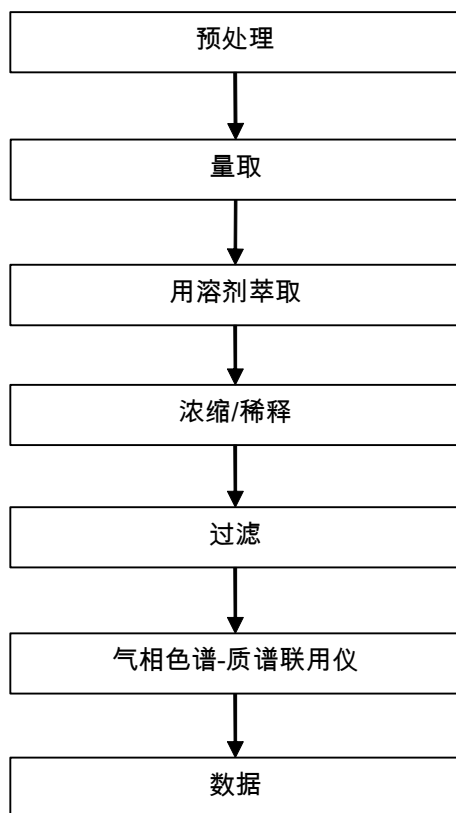 预处理
量取
用溶剂萃取
浓缩/稀释
过滤
气相色谱-质谱联用仪
数据